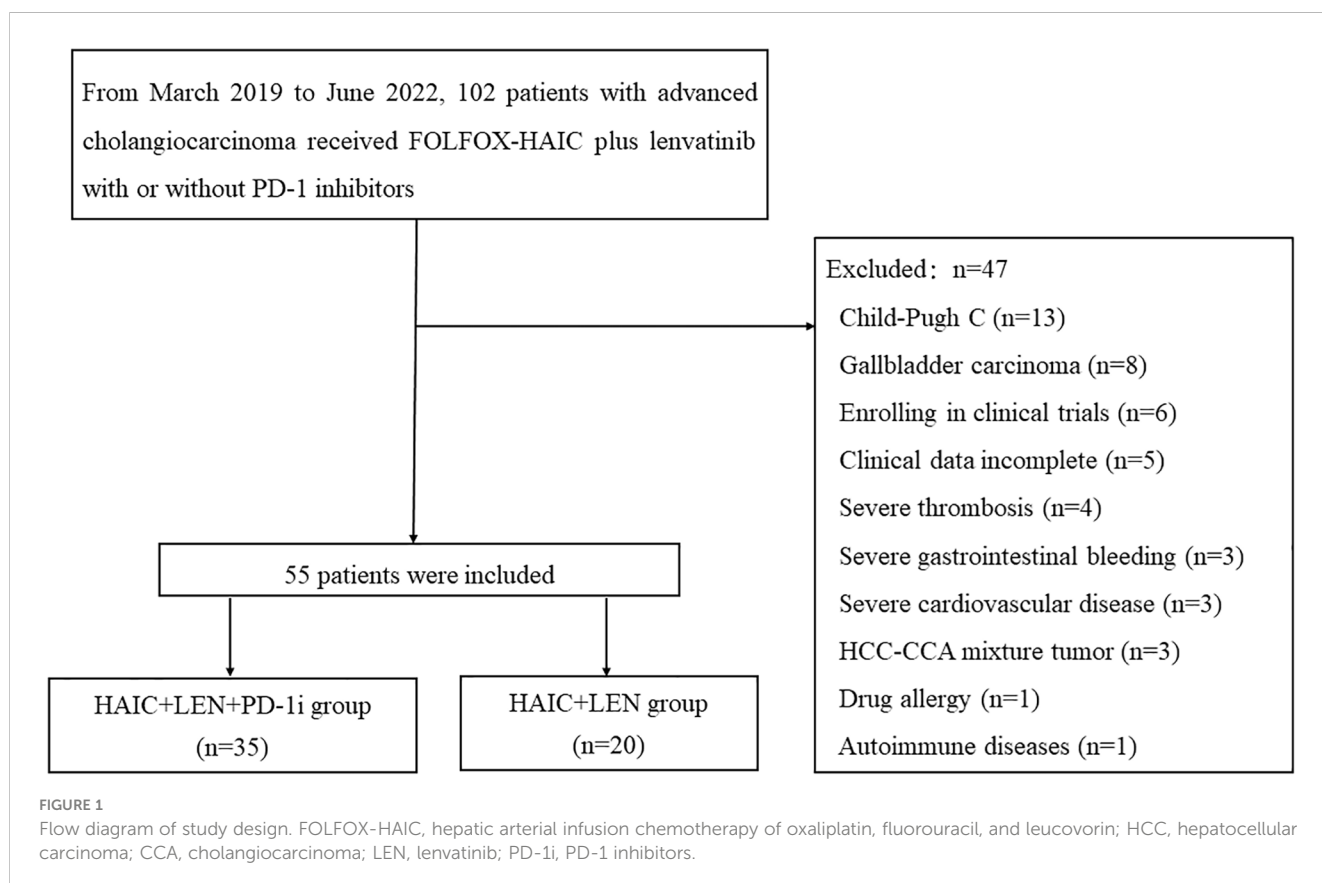 From March 2019 to June 2022, 102 patients with advanced
cholangiocarcinoma received FOLFOX-HAIC plus lenvatinib
with or without PD-1 inhibitors
Excluded：n=47
Child-Pugh C (n=13)
Gallbladder carcinoma (n=8)
Enrolling in clinical trials (n=6)
Clinical data incomplete (n=5)
Severe thrombosis (n=4)
Severe gastrointestinal bleeding (n=3)
Severe cardiovascular disease (n=3)
HCC-CCA mixture tumor (n=3)
Drug allergy (n=1)
Autoimmune diseases (n=1)
55 patients were included
HAIC+LEN+PD-1i group
(n=35)
HAIC+LEN group
(n=20)
FIGURE 1
Flow diagram of study design. FOLFOX-HAIC, hepatic arterial infusion chemotherapy of oxaliplatin, fluorouracil, and leucovorin; HCC, hepatocellular
carcinoma; CCA, cholangiocarcinoma; LEN, lenvatinib; PD-1i, PD-1 inhibitors.